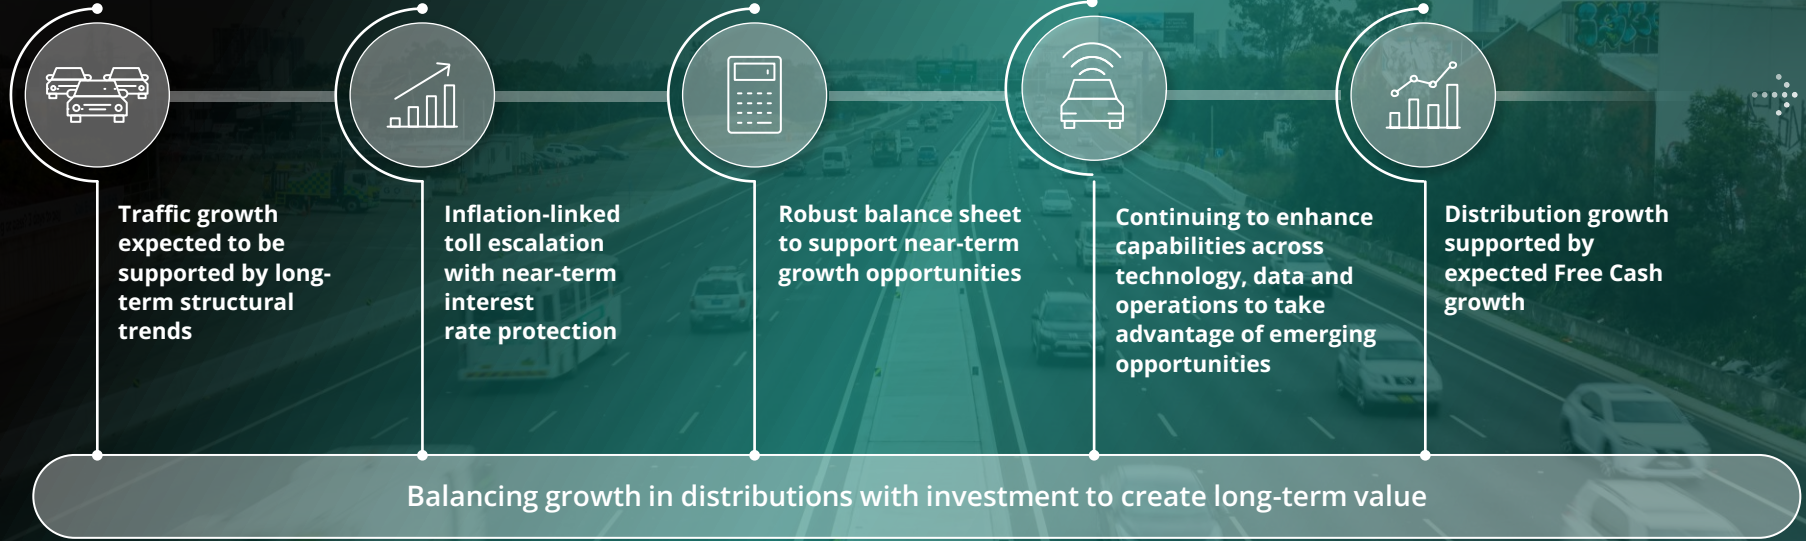 Traffic growth
expected to be
supported by long-
term structural
trends
Inflation-linked
toll escalation
with near-term
interest
rate protection
Robust balance sheet
to support near-term
growth opportunities
Continuing to enhance
capabilities across
technology, data and
operations to take
advantage of emerging
opportunities
Distribution growth
supported by
expected Free Cash
growth
Balancing growth in distributions with investment to create long-term value